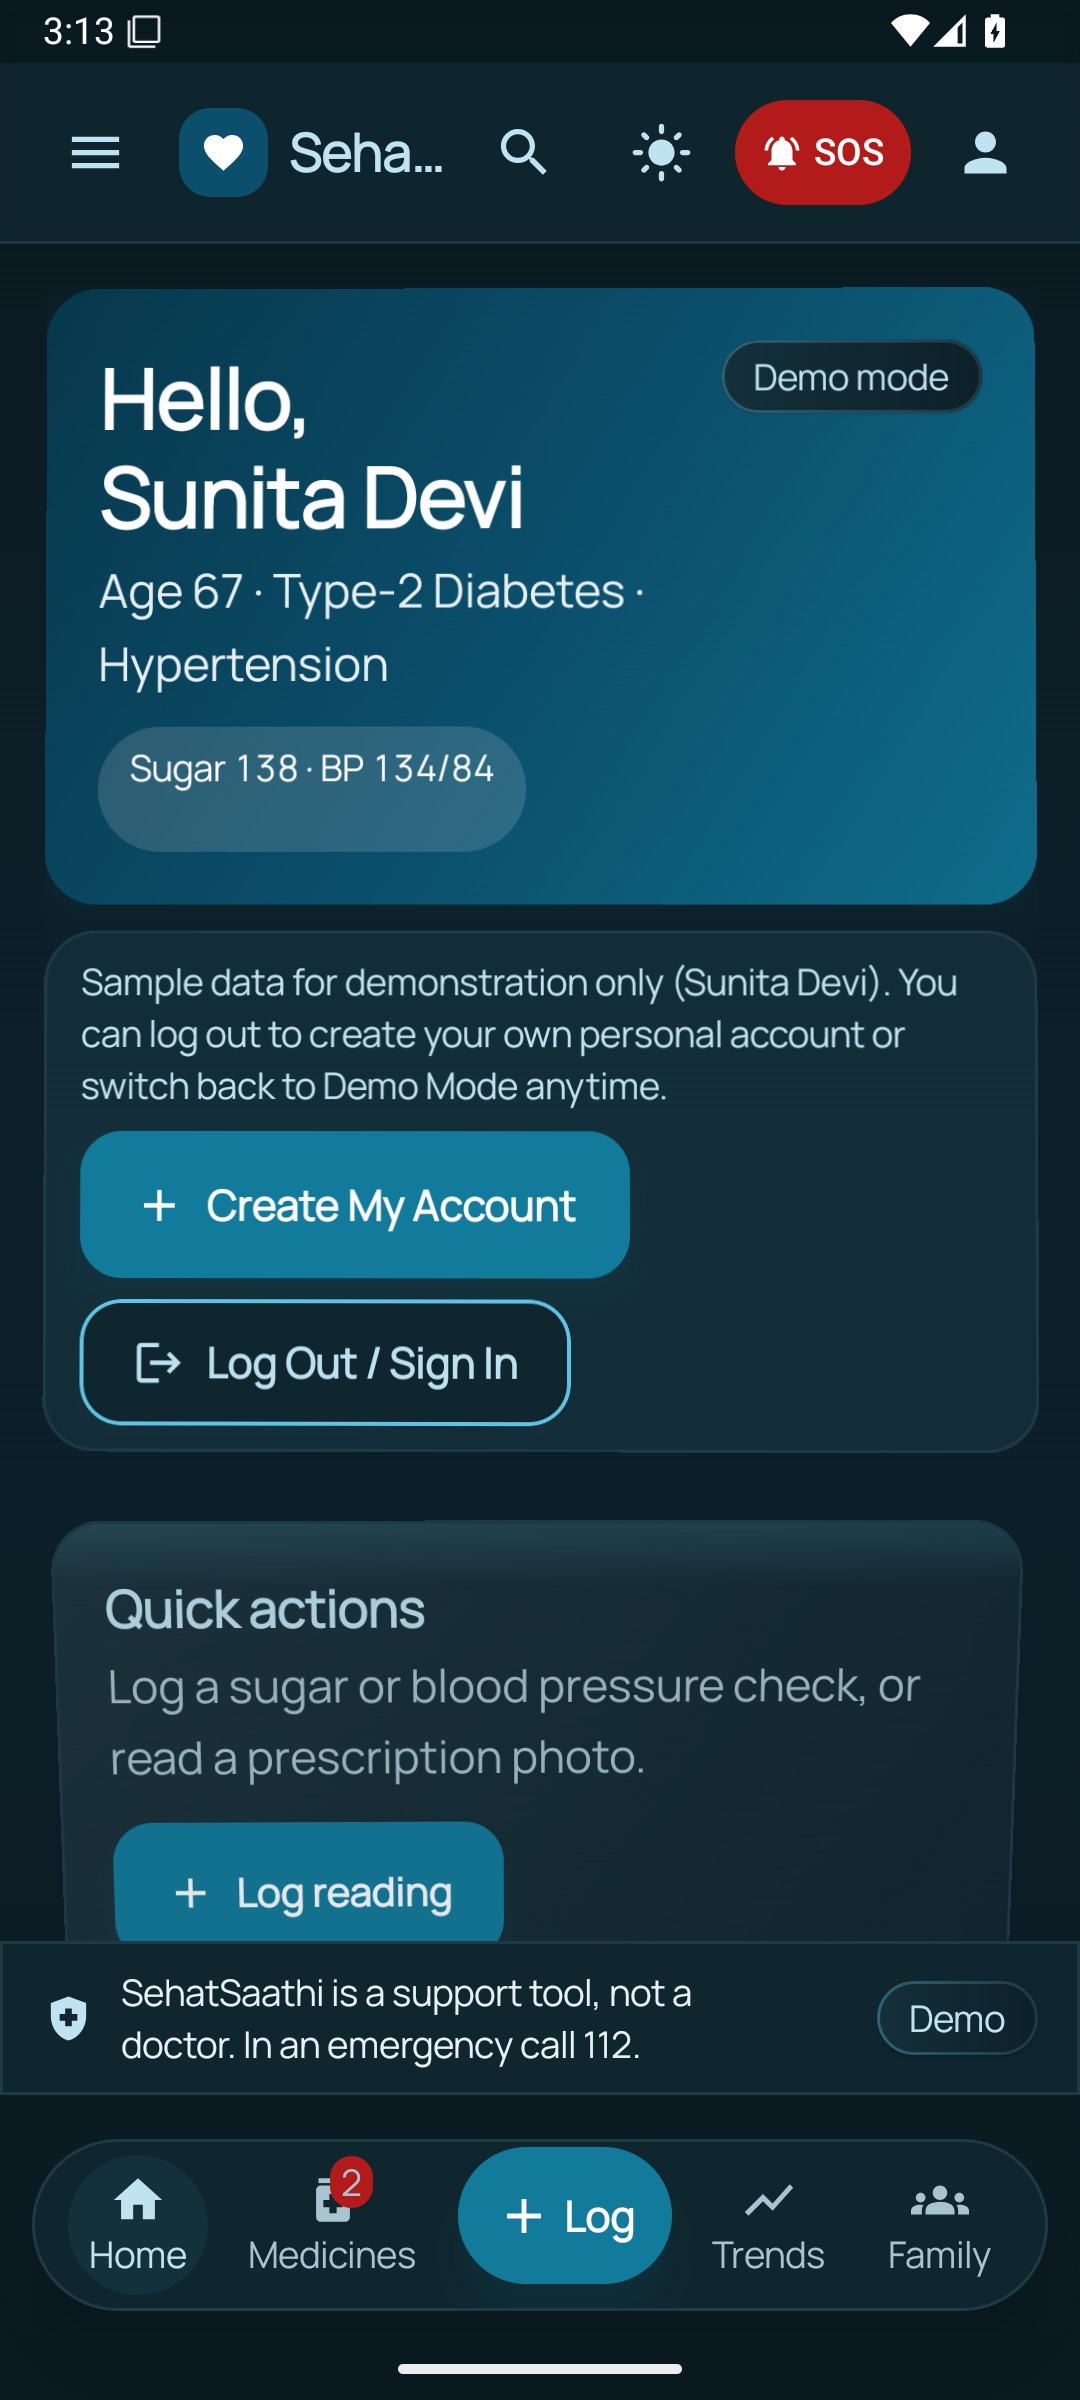 3:13
Seha...
SOS
Hello,
Sunita Devi
Demo mode
Age 67 · Type-2 Diabetes ·
Hypertension
Sugar 138 · BP 134/84
Sample data for demonstration only (Sunita Devi). You
can log out to create your own personal account or
switch back to Demo Mode anytime.
+ Create My Account
Log Out / Sign In
Quick actions
Log a sugar or blood pressure check, or
read a prescription photo.
+ Log reading
SehatSaathi is a support tool, not a
doctor. In an emergency call 112.
Demo
Home
2
Medicines
+ Log
Trends
Family